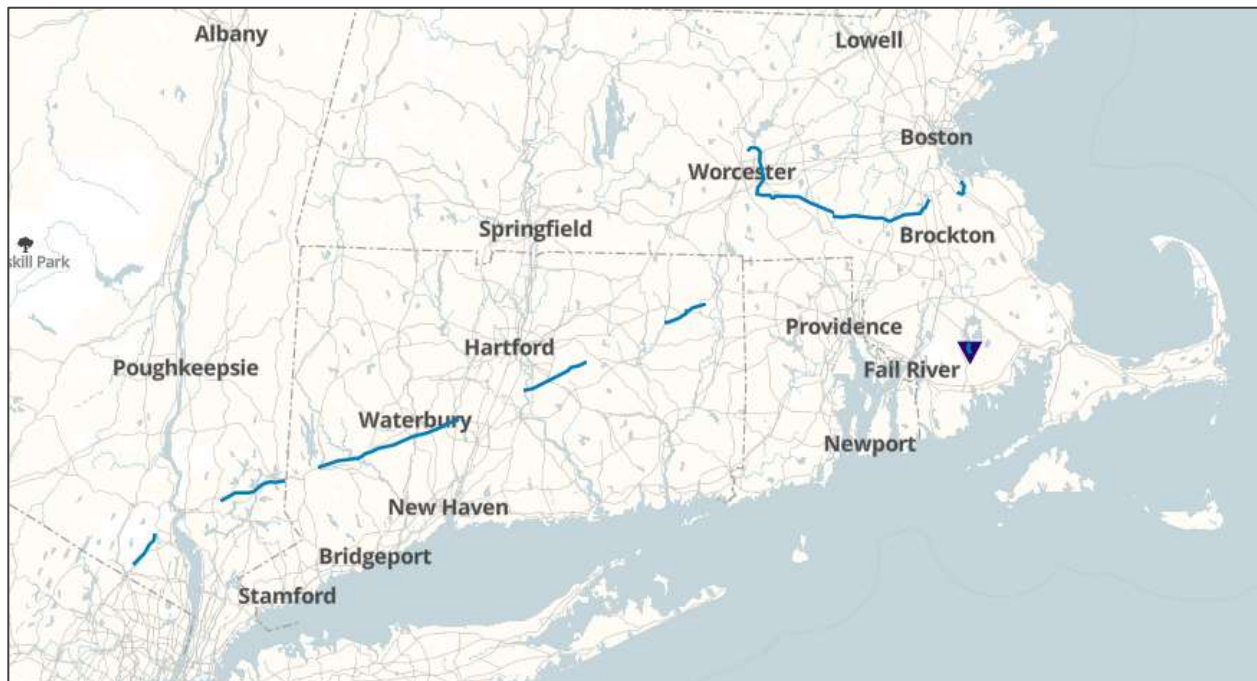 Albany
Lowell
Boston
Worcester
Springfield
Brockton
skill Park
Providence
Hartford
Poughkeepsie
Fall River
Waterbury
Newport
New Haven
Bridgeport
Stamford